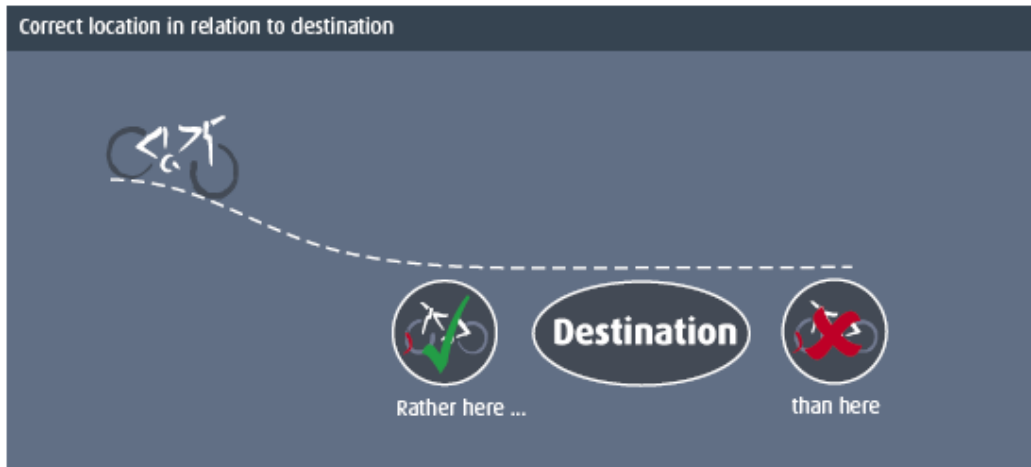 Correct location in relation to destination
Destination
Rather here ...
than here